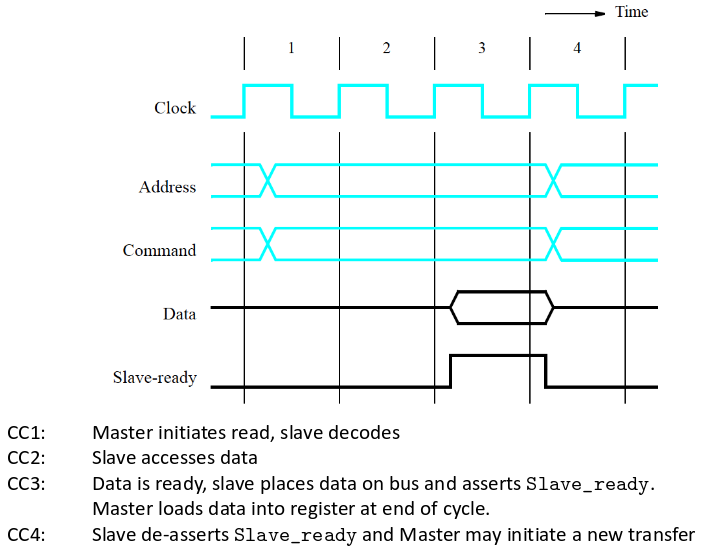 Time
1 2 3 4
Clock
Address
Command
Data
Slave-ready
CC1: Master initiates read, slave decodes
CC2: Slave accesses data
CC3: Data is ready, slave places data on bus and asserts Slave_ready.
Master loads data into register at end of cycle.
CC4: Slave de-asserts Slave_ready and Master may initiate a new transfer